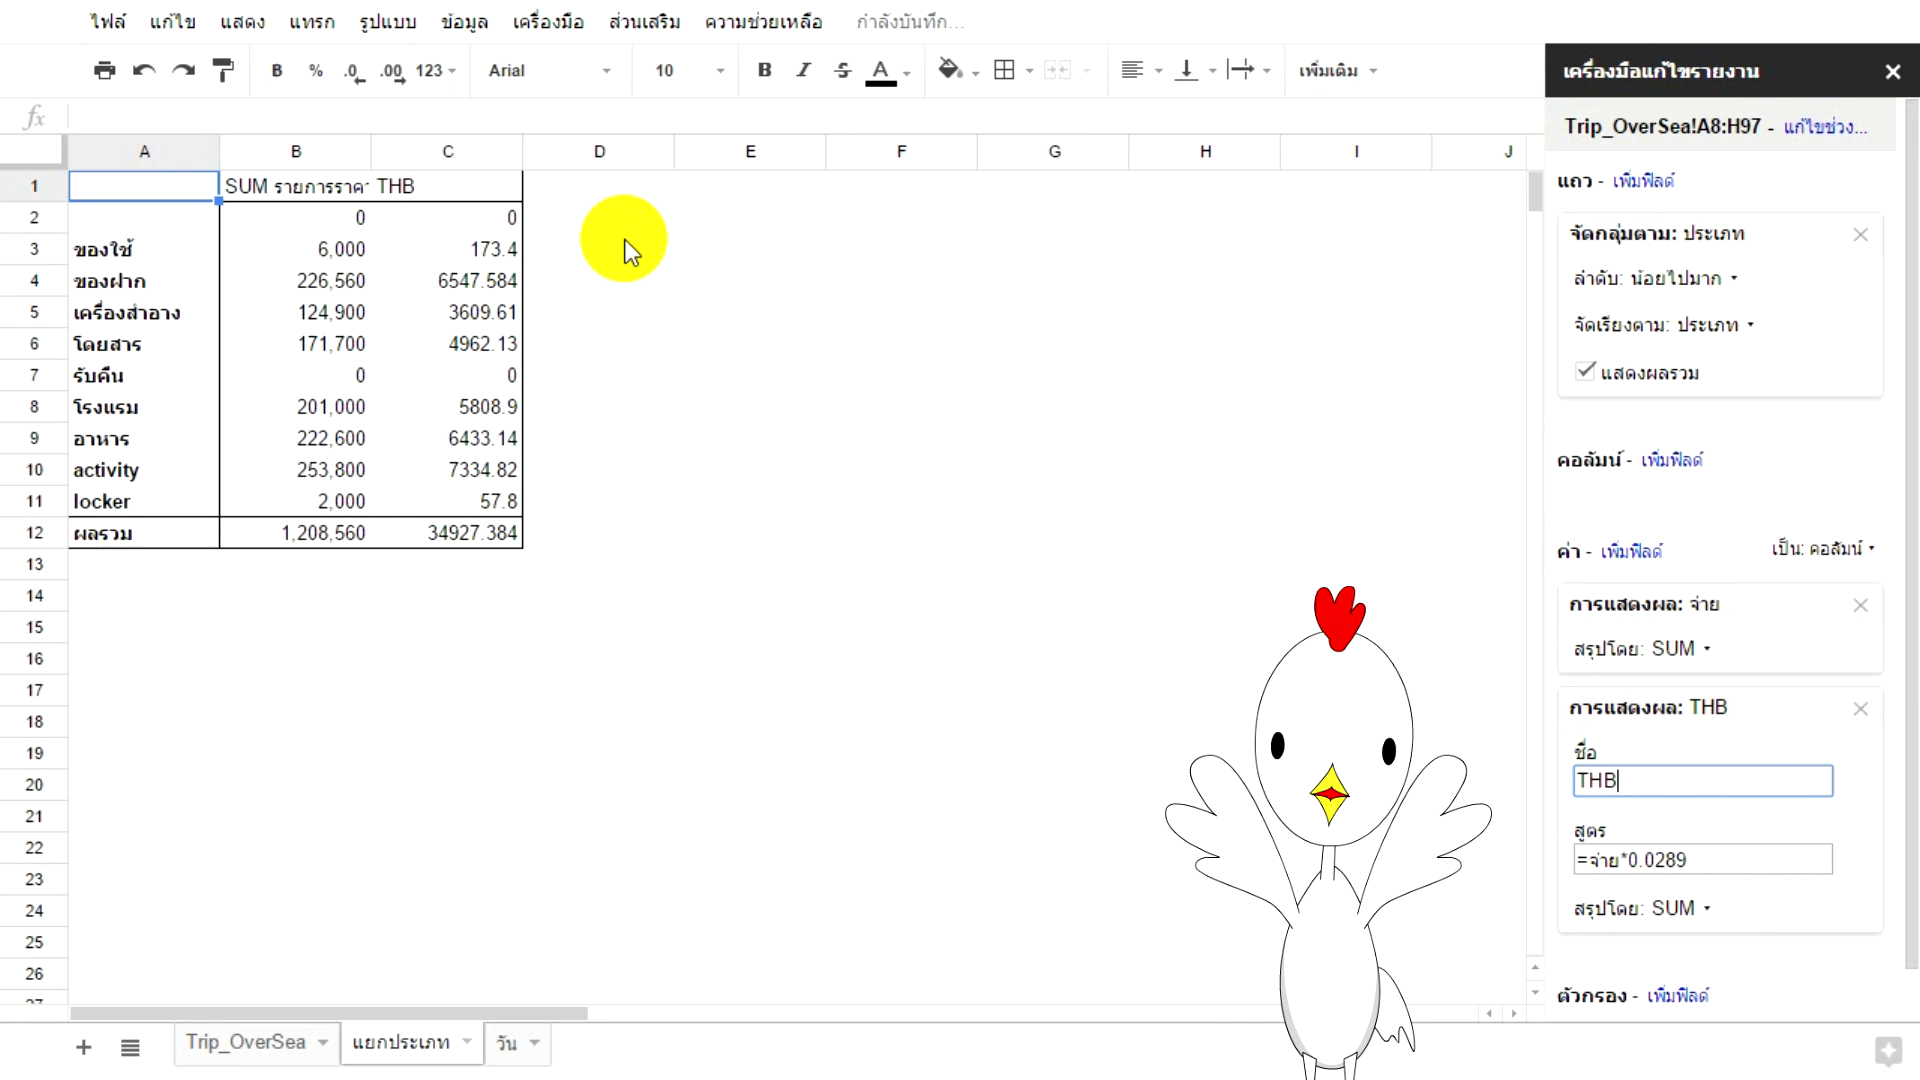 ไฟล์ แก้ไข แสดง แทรก รูปแบบ ข้อมูล เครื่องมือ ส่วนเสริม ความช่วยเหลือ กำลังบันทึก...
B % .0 .00 123 Arial 10 B I S A เพิ่มเติม
fx
A B C D E F G H I J
1 SUM รายการราคา THB
2 0 0
3 ของใช้ 6,000 173.4
4 ของฝาก 226,560 6547.584
5 เครื่องสำอาง 124,900 3609.61
6 โดยสาร 171,700 4962.13
7 รับคืน 0 0
8 โรงแรม 201,000 5808.9
9 อาหาร 222,600 6433.14
10 activity 253,800 7334.82
11 locker 2,000 57.8
12 ผลรวม 1,208,560 34927.384
13
14
15
16
17
18
19
20
21
22
23
24
25
26
27
Trip_OverSea แยกประเภท วัน
เครื่องมือแก้ไขรายงาน
Trip_OverSea!A8:H97 - แก้ไขช่วง...
แถว - เพิ่มฟิลด์
จัดกลุ่มตาม: ประเภท
ลำดับ: น้อยไปมาก
จัดเรียงตาม: ประเภท
แสดงผลรวม
คอลัมน์ - เพิ่มฟิลด์
ค่า - เพิ่มฟิลด์ เป็น: คอลัมน์
การแสดงผล: จ่าย
สรุปโดย: SUM
การแสดงผล: THB
ชื่อ
THB
สูตร
=จ่าย*0.0289
สรุปโดย: SUM
ตัวกรอง - เพิ่มฟิลด์